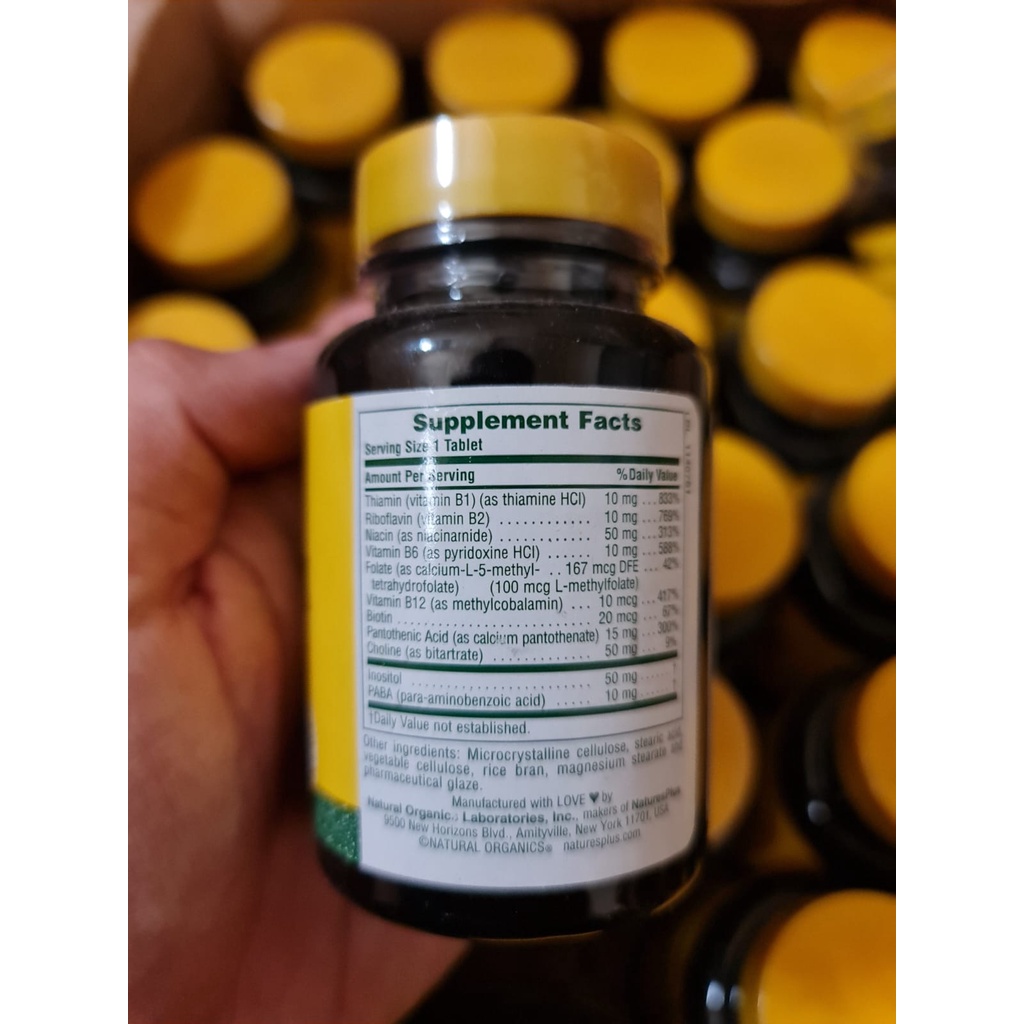 Supplement Facts
Serving Size 1 Tablet
Amount Per Serving %Daily Value
Thiamin (vitamin B1) (as thiamine HCl) 10 mg ... 833%
Riboflavin (vitamin B2) ............ 10 mg ... 769%
Niacin (as niacinamide) ............ 50 mg ... 313%
Vitamin B6 (as pyridoxine HCl) ...... 10 mg ... 588%
Folate (as calcium-L-5-methyl- .. 167 mcg DFE .... 42%
tetrahydrofolate) (100 mcg L-methylfolate)
Vitamin B12 (as methylcobalamin) ... 10 mcg ... 417%
Biotin ............................ 20 mcg .... 67%
Pantothenic Acid (as calcium pantothenate) 15 mg .... 300%
Choline (as bitartrate) .............. 50 mg ..... 9%
Inositol ............................ 50 mg ...... †
PABA (para-aminobenzoic acid) ..... 10 mg ...... †
†Daily Value not established.
Other ingredients: Microcrystalline cellulose, stearic acid,
vegetable cellulose, rice bran, magnesium stearate and
pharmaceutical glaze.
Manufactured with LOVE ♥ by
Natural Organics Laboratories, Inc., makers of NaturesPlus
9500 New Horizons Blvd., Amityville, New York 11701, USA
©NATURAL ORGANICS® naturesplus.com